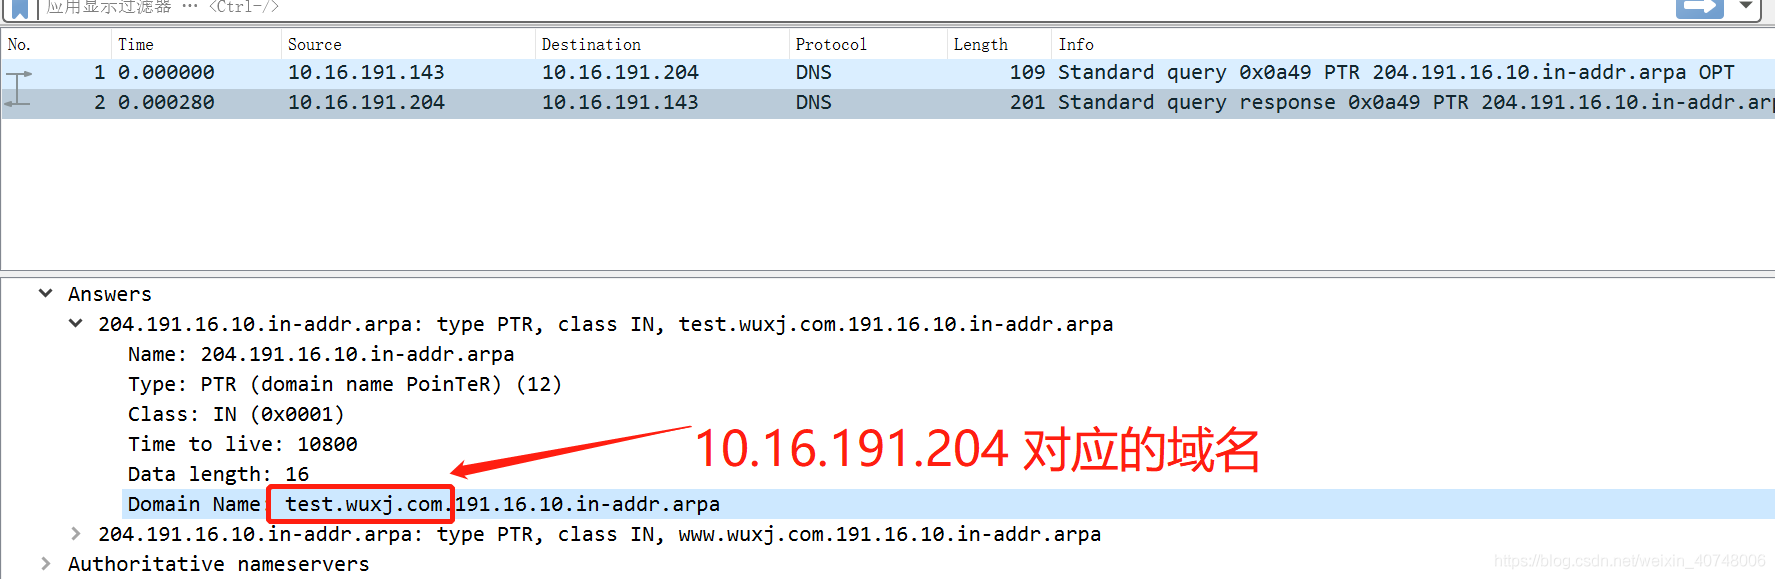 应用显示过滤器 … <Ctrl-/>
No. Time Source Destination Protocol Length Info
1 0.000000 10.16.191.143 10.16.191.204 DNS 109 Standard query 0x0a49 PTR 204.191.16.10.in-addr.arpa OPT
2 0.000280 10.16.191.204 10.16.191.143 DNS 201 Standard query response 0x0a49 PTR 204.191.16.10.in-addr.arp
Answers
204.191.16.10.in-addr.arpa: type PTR, class IN, test.wuxj.com.191.16.10.in-addr.arpa
Name: 204.191.16.10.in-addr.arpa
Type: PTR (domain name PoinTeR) (12)
Class: IN (0x0001)
Time to live: 10800
10.16.191.204 对应的域名
Data length: 16
Domain Name: test.wuxj.com.191.16.10.in-addr.arpa
204.191.16.10.in-addr.arpa: type PTR, class IN, www.wuxj.com.191.16.10.in-addr.arpa
Authoritative nameservers
https://blog.csdn.net/weixin_40748006